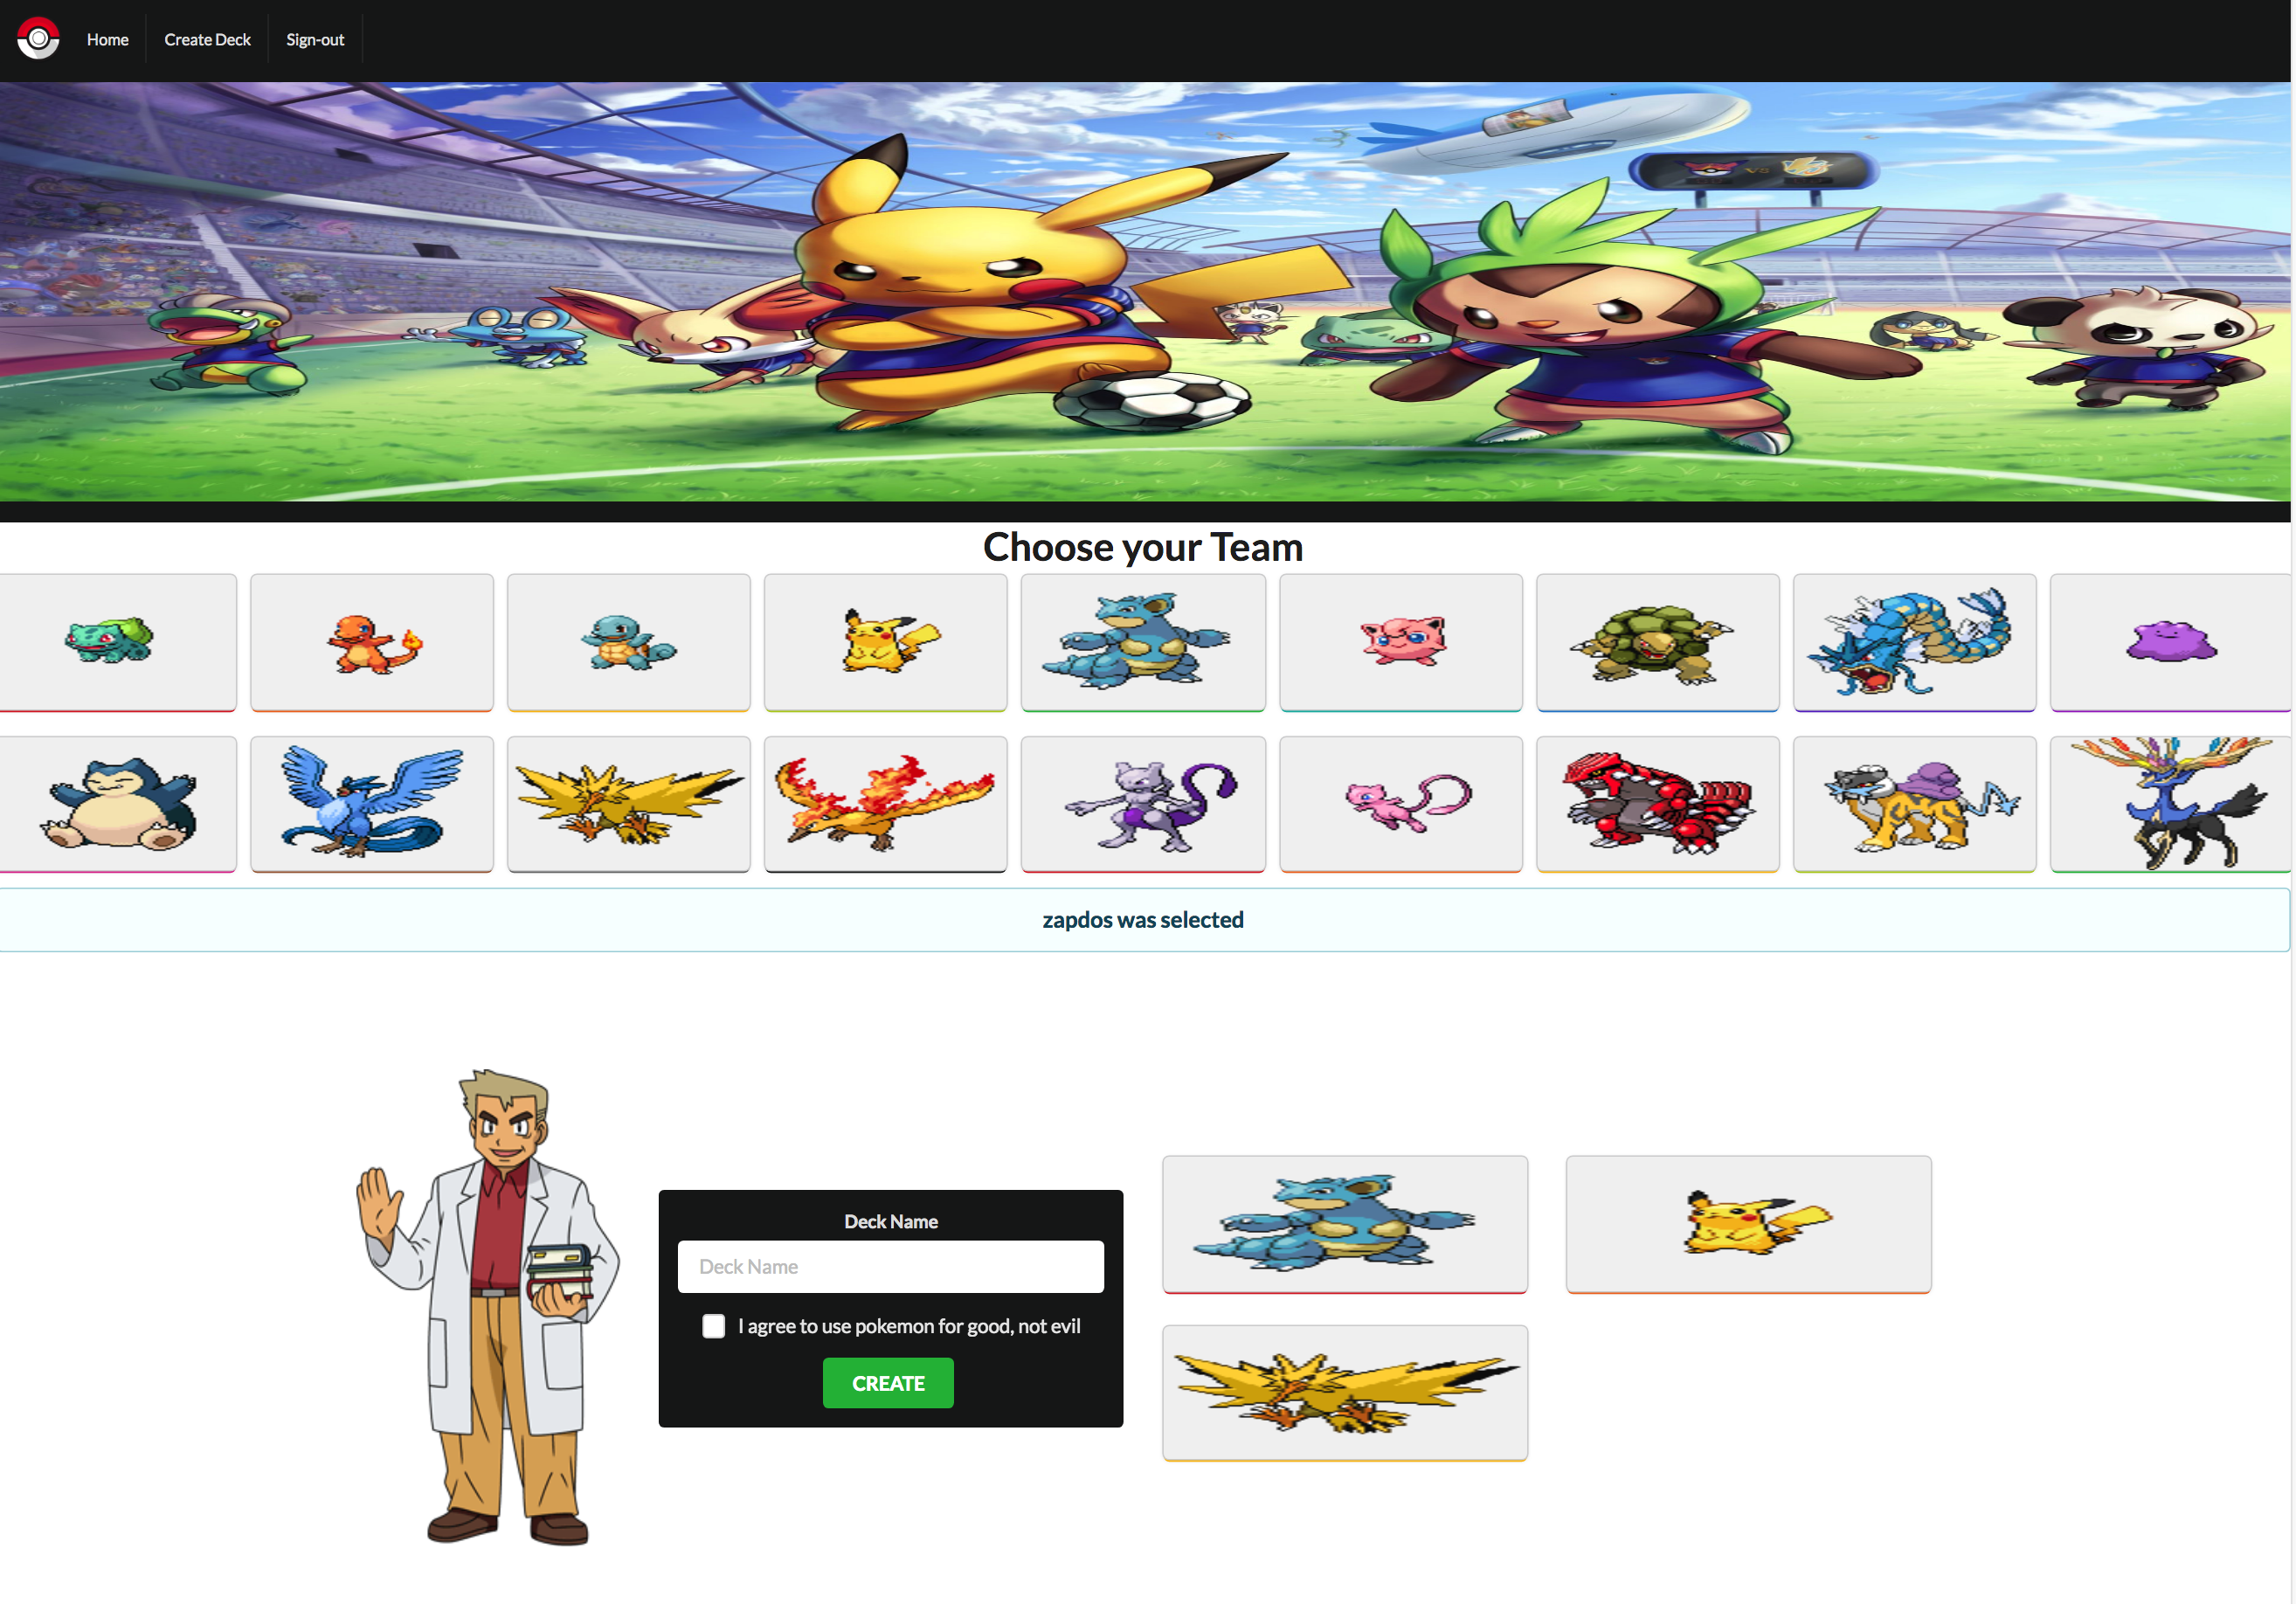 Home
Create Deck
Sign-out
VS
Choose your Team
zapdos was selected
Deck Name
Deck Name
I agree to use pokemon for good, not evil
CREATE